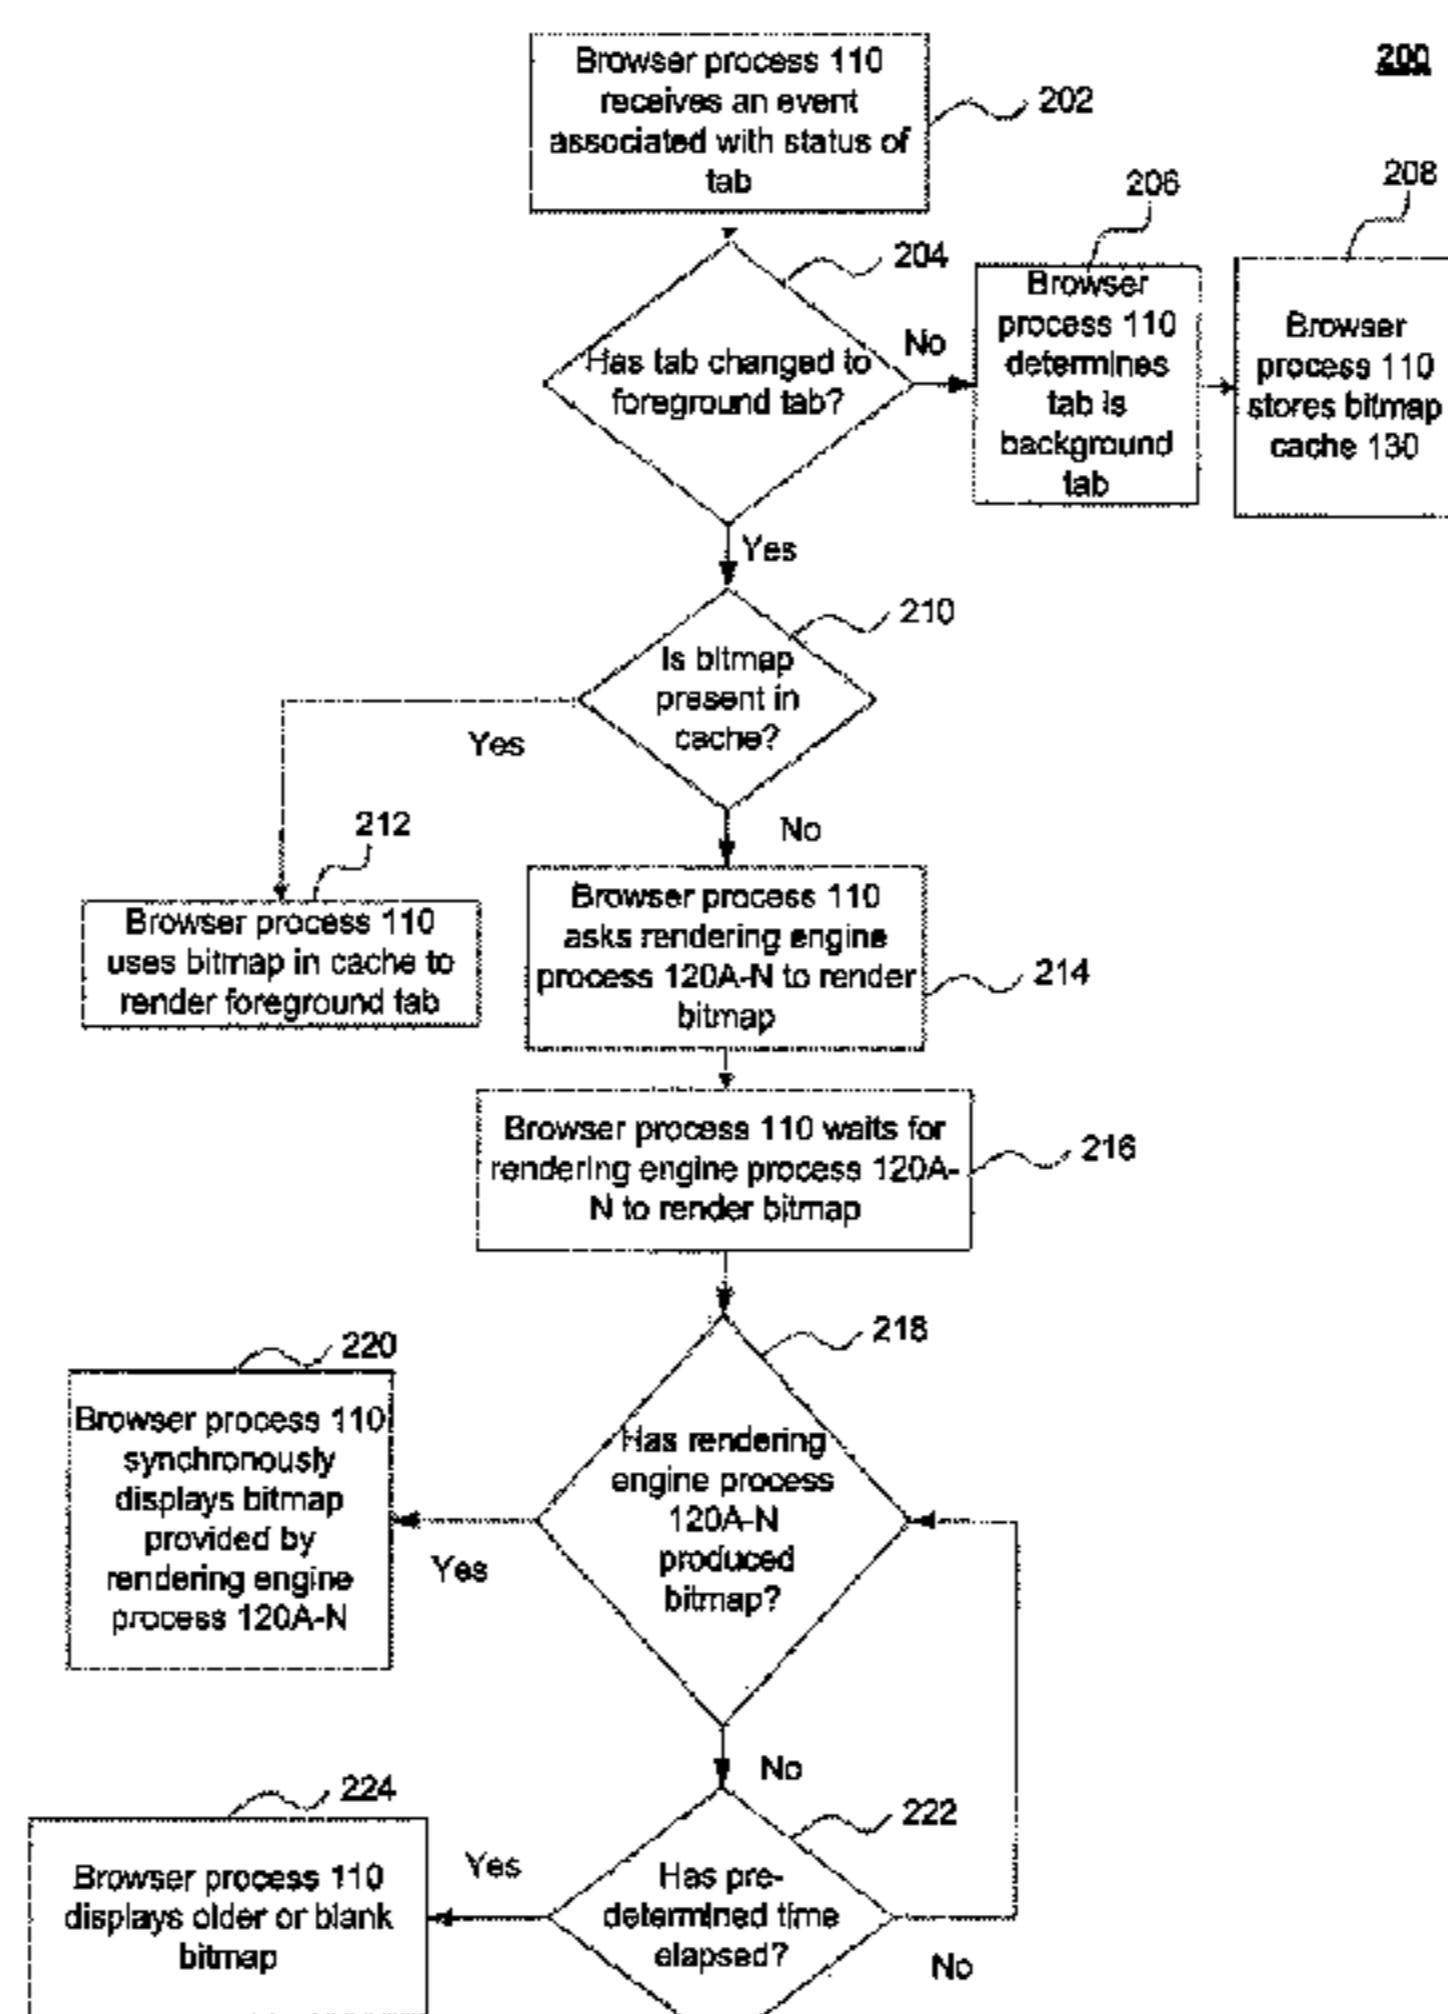 200
Browser process 110
receives an event
associated with status of
tab
202
204
Has tab changed to
foreground tab?
No
206
Browser
process 110
determines
tab is
background
tab
208
Browser
process 110
stores bitmap
cache 130
Yes
210
Is bitmap
present in
cache?
Yes
212
Browser process 110
uses bitmap in cache to
render foreground tab
No
Browser process 110
asks rendering engine
process 120A-N to render
bitmap
214
Browser process 110 waits for
rendering engine process 120A-
N to render bitmap
216
218
Has rendering
engine process
120A-N
produced
bitmap?
Yes
220
Browser process 110
synchronously
displays bitmap
provided by
rendering engine
process 120A-N
No
222
Has pre-
determined time
elapsed?
Yes
224
Browser process 110
displays older or blank
bitmap
No